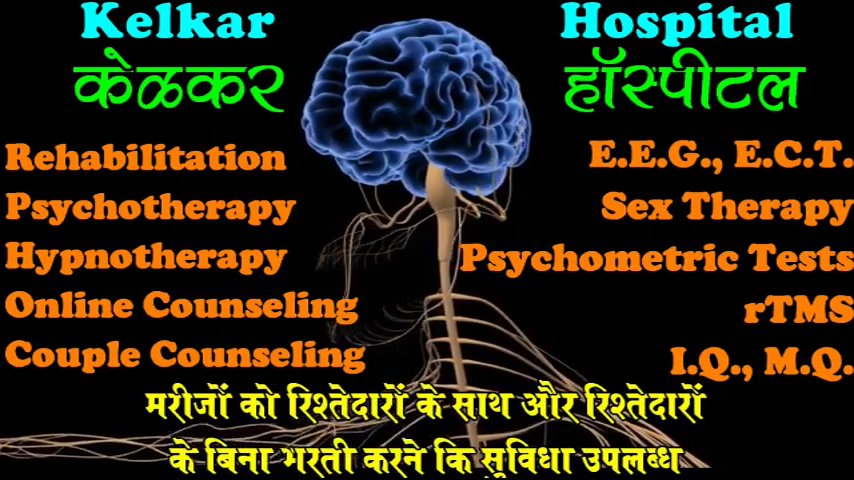 Kelkar Hospital
केळकर हॉस्पीटल
Rehabilitation
Psychotherapy
Hypnotherapy
Online Counseling
Couple Counseling
E.E.G., E.C.T.
Sex Therapy
Psychometric Tests
rTMS
I.Q., M.Q.
मरीजों को रिश्तेदारों के साथ और रिश्तेदारों
के बिना भरती करने कि सुविधा उपलब्ध